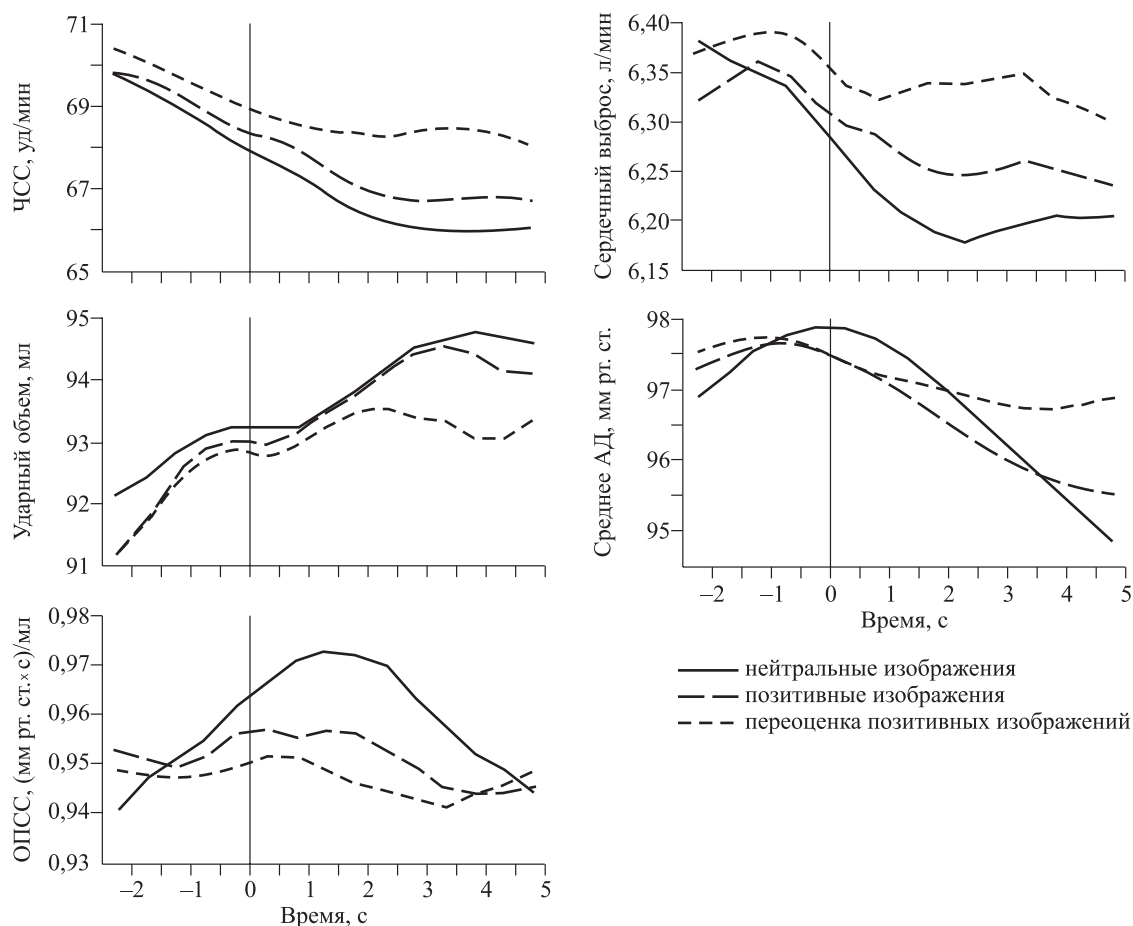 ЧСС, уд/мин
71
69
67
65
Сердечный выброс, л/мин
6,40
6,35
6,30
6,25
6,20
6,15
Ударный объем, мл
95
94
93
92
91
Среднее АД, мм рт. ст.
98
97
96
95
–2 –1 0 1 2 3 4 5
Время, с
ОПСС, (мм рт. ст.× с)/мл
0,98
0,97
0,96
0,95
0,94
0,93
–2 –1 0 1 2 3 4 5
Время, с
нейтральные изображения
позитивные изображения
переоценка позитивных изображений